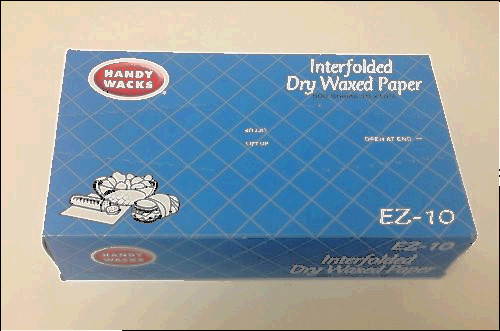 HANDY
WACKS
Interfolded
Dry Waxed Paper
LIFT UP
OPEN AT END
EZ-10
EZ-10
HANDY
WACKS
Interfolded
Dry Waxed Paper